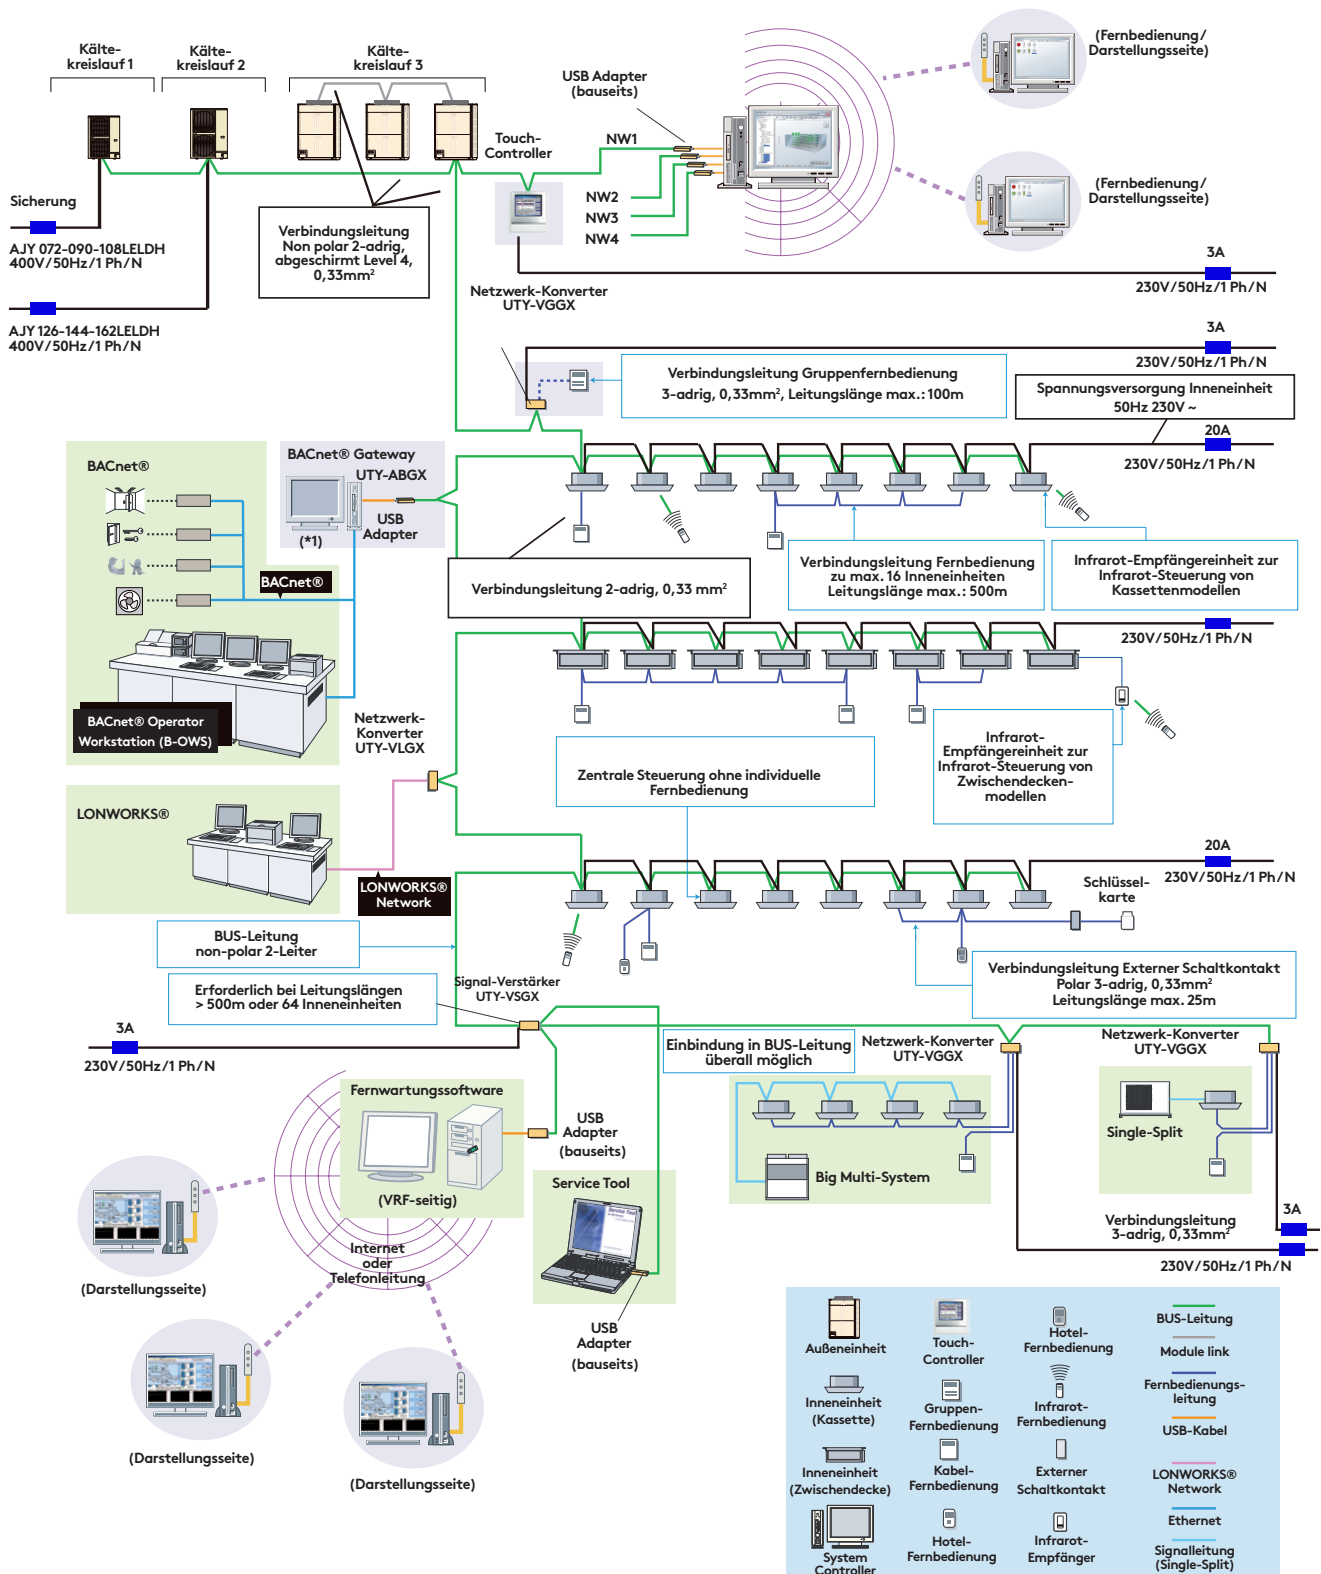 Kälte-
kreislauf 1
Kälte-
kreislauf 2
Kälte-
kreislauf 3
USB Adapter
(bauseits)
(Fernbedienung/
Darstellungsseite)
Touch-
Controller
NW1
NW2
NW3
NW4
(Fernbedienung/
Darstellungsseite)
Sicherung
AJY 072-090-108LELDH
400V/50Hz/1 Ph/N
AJY 126-144-162LELDH
400V/50Hz/1 Ph/N
Verbindungsleitung
Non polar 2-adrig,
abgeschirmt Level 4,
0,33mm²
Netzwerk-Konverter
UTY-VGGX
3A
230V/50Hz/1 Ph/N
3A
230V/50Hz/1 Ph/N
Verbindungsleitung Gruppenfernbedienung
3-adrig, 0,33mm², Leitungslänge max.: 100m
Spannungsversorgung Inneneinheit
50Hz 230V ~
20A
230V/50Hz/1 Ph/N
BACnet®
BACnet® Gateway
UTY-ABGX
USB
Adapter
(*1)
BACnet®
Verbindungsleitung 2-adrig, 0,33 mm²
Verbindungsleitung Fernbedienung
zu max. 16 Inneneinheiten
Leitungslänge max.: 500m
Infrarot-Empfängereinheit zur
Infrarot-Steuerung von
Kassettenmodellen
230V/50Hz/1 Ph/N
BACnet® Operator
Workstation (B-OWS)
Netzwerk-
Konverter
UTY-VLGX
Infrarot-
Empfängereinheit zur
Infrarot-Steuerung von
Zwischendecken-
modellen
Zentrale Steuerung ohne individuelle
Fernbedienung
LONWORKS®
LONWORKS®
Network
20A
230V/50Hz/1 Ph/N
Schlüssel-
karte
BUS-Leitung
non-polar 2-Leiter
Erforderlich bei Leitungslängen
> 500m oder 64 Inneneinheiten
Signal-Verstärker
UTY-VSGX
Verbindungsleitung Externer Schaltkontakt
Polar 3-adrig, 0,33mm²
Leitungslänge max. 25m
3A
230V/50Hz/1 Ph/N
Einbindung in BUS-Leitung
überall möglich
Netzwerk-Konverter
UTY-VGGX
Netzwerk-Konverter
UTY-VGGX
Fernwartungssoftware
(VRF-seitig)
USB
Adapter
(bauseits)
Single-Split
Big Multi-System
Service Tool
Service Tool
Verbindungsleitung
3-adrig, 0,33mm²
3A
230V/50Hz/1 Ph/N
Internet
oder
Telefonleitung
(Darstellungsseite)
USB
Adapter
(bauseits)
(Darstellungsseite)
(Darstellungsseite)
Außeneinheit
Touch-
Controller
Hotel-
Fernbedienung
BUS-Leitung
Module link
Inneneinheit
(Kassette)
Gruppen-
Fernbedienung
Infrarot-
Fernbedienung
Fernbedienungs-
leitung
USB-Kabel
Inneneinheit
(Zwischendecke)
Kabel-
Fernbedienung
Externer
Schaltkontakt
LONWORKS®
Network
Ethernet
System
Controller
Hotel-
Fernbedienung
Infrarot-
Empfänger
Signalleitung
(Single-Split)